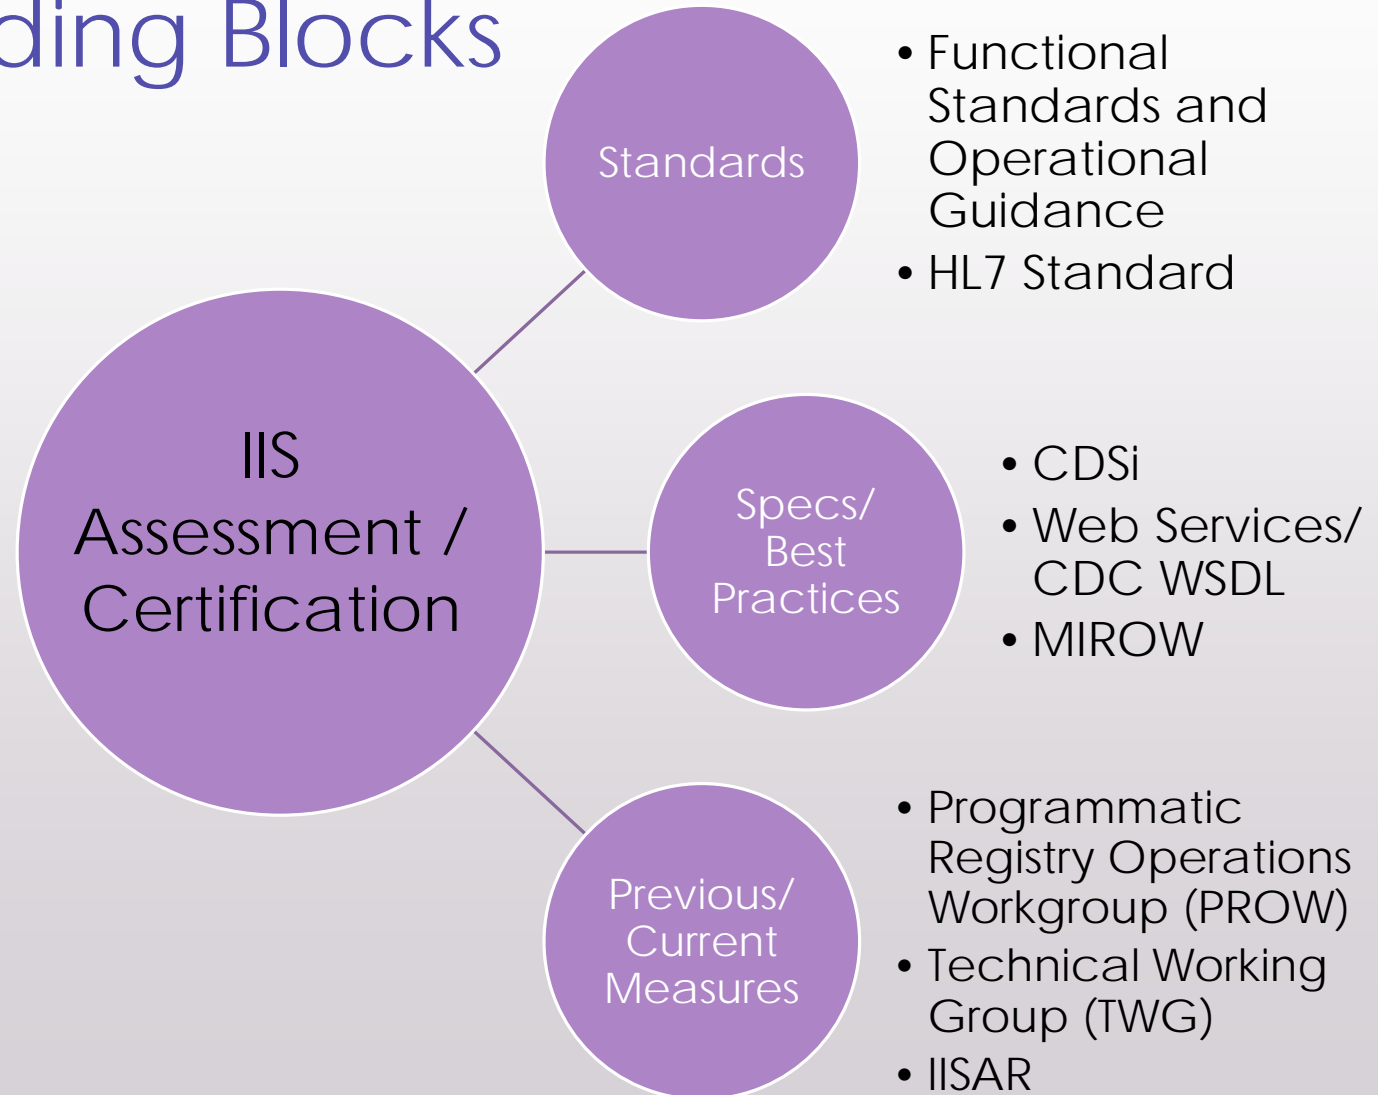 ding Blocks
Standards
• Functional
Standards and
Operational
Guidance
• HL7 Standard
IIS
Assessment /
Certification
Specs/
Best
Practices
• CDSi
• Web Services/
CDC WSDL
• MIROW
Previous/
Current
Measures
• Programmatic
Registry Operations
Workgroup (PROW)
• Technical Working
Group (TWG)
• IISAR